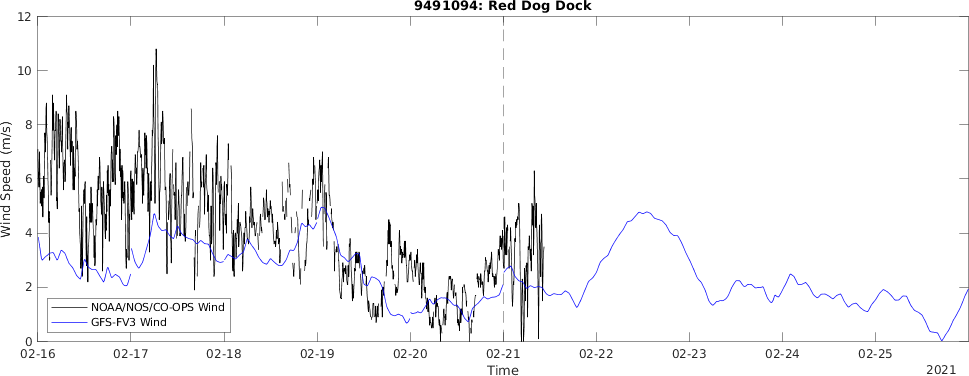 9491094: Red Dog Dock
12
10
8
6
4
2
0
Wind Speed (m/s)
NOAA/NOS/CO-OPS Wind
GFS-FV3 Wind
02-16 02-17 02-18 02-19 02-20 02-21 02-22 02-23 02-24 02-25
Time
2021